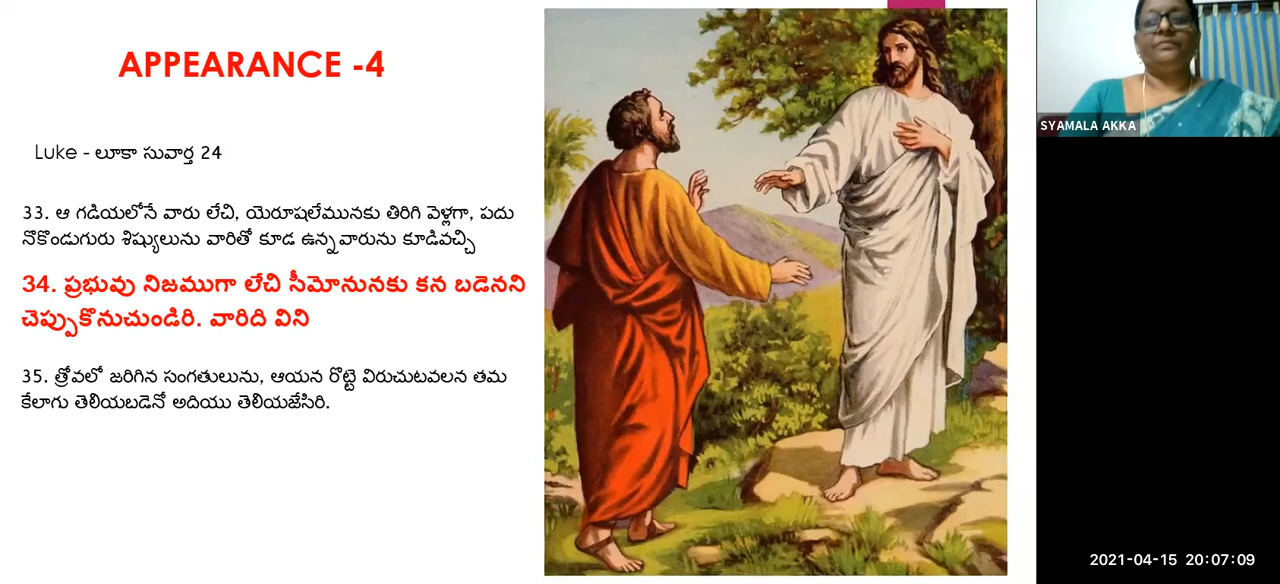 APPEARANCE -4
Luke - లూకా సువార్త 24
33. ఆ గడియలోనే వారు లేచి, యెరూషలేమునకు తిరిగి వెళ్లగా, పదు
నొకొండుగురు శిష్యులును వారితో కూడ ఉన్నవారును కూడివచ్చి
34. ప్రభువు నిజముగా లేచి సీమోనునకు కన బడెనని
చెప్పుకొనుచుండిరి. వారిది విని
35. త్రోవలో జరిగిన సంగతులును, ఆయన రొట్టె విరుచుటవలన తమ
కేలాగు తెలియబడెనో అదియు తెలియజేసిరి.
SYAMALA AKKA
2021-04-15 20:07:09